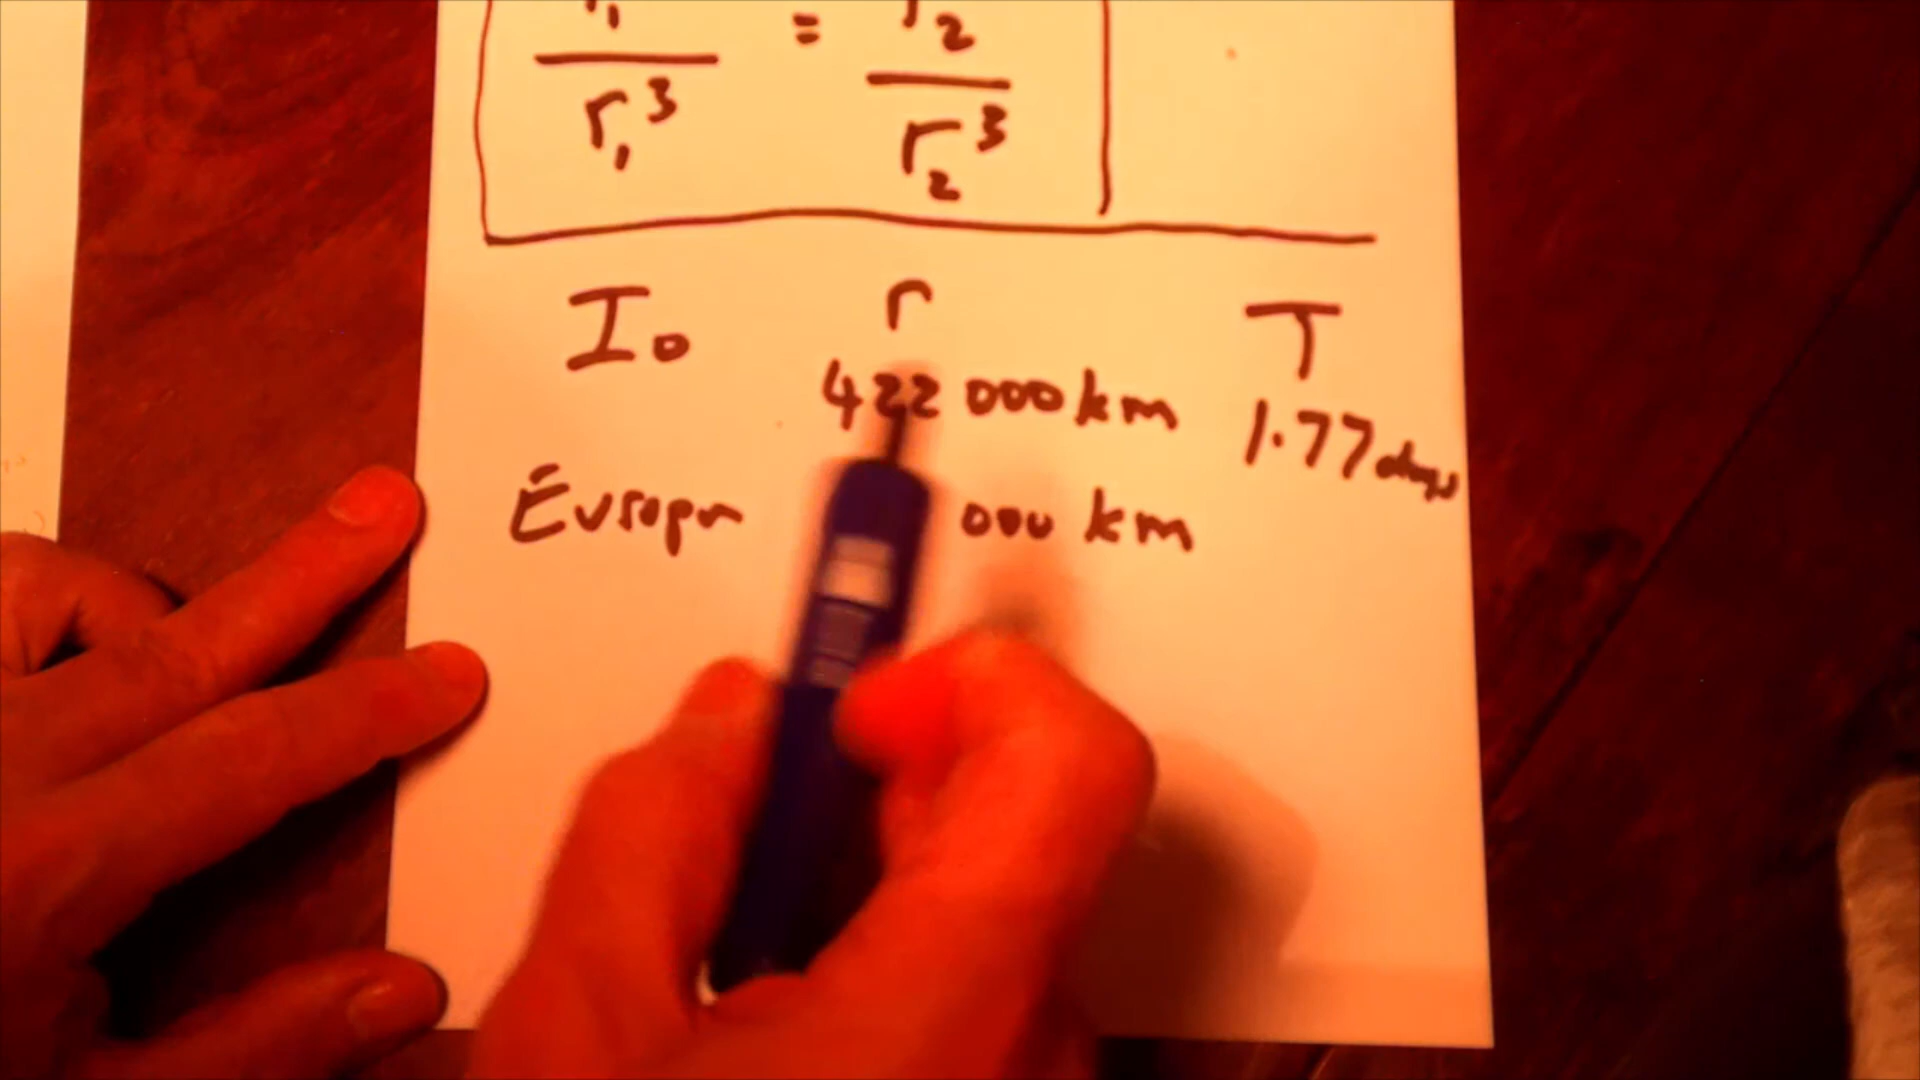 =
r₁³ r₂³
Io r T
422 000 km 1.77 days
Europa 000 km